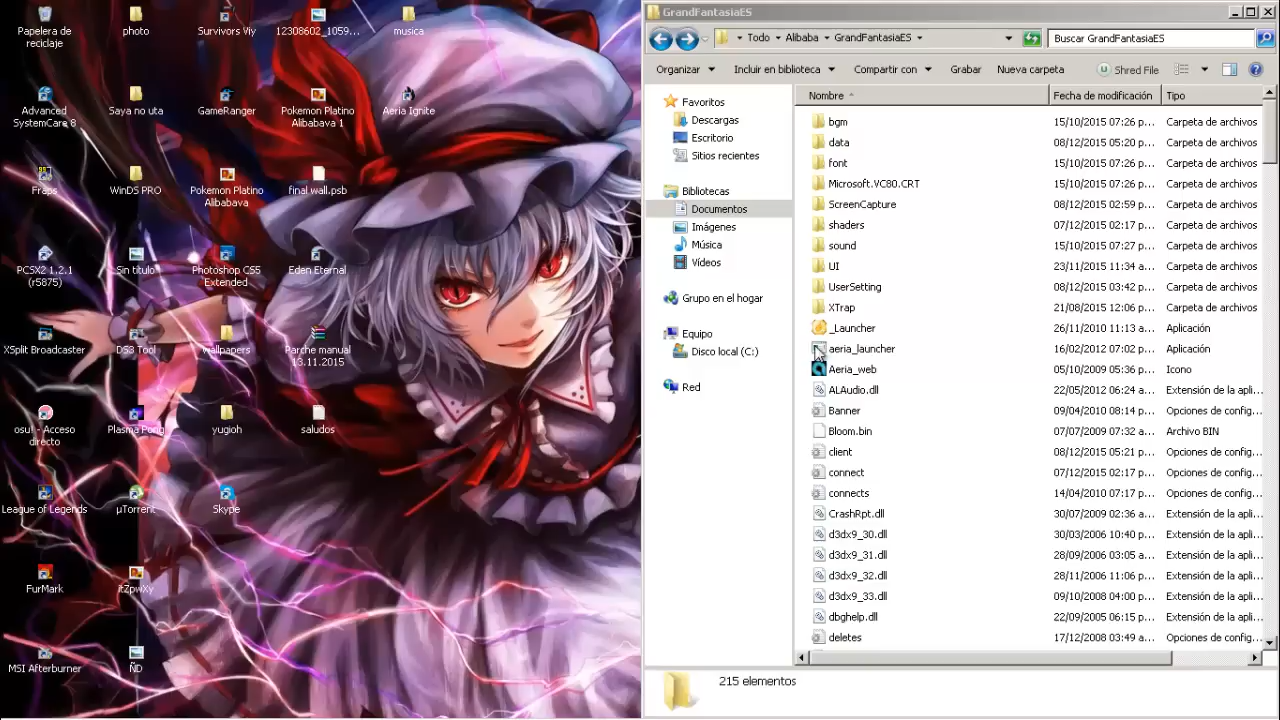 Papelera de
reciclaje
photo
Survivors Viy
12308602_1059...
musica
Advanced
SystemCare 8
Saya no uta
GameRanger
Pokemon Platino
Alibabava 1
Aeria Ignite
Fraps
WinDS PRO
Pokemon Platino
Alibabava
final wall.psb
PCSX2 1.2.1
(r5875)
Sin título
Photoshop CS5
Extended
Eden Eternal
XSplit Broadcaster
DS3 Tool
wallpapers
Parche manual
13.11.2015
osu! - Acceso
directo
Plasma Pong
yugioh
saludos
League of Legends
µTorrent
Skype
FurMark
itZpwXy
MSI Afterburner
ÑD
GrandFantasiaES
Todo Alibaba GrandFantasiaES
Buscar GrandFantasiaES
Organizar Incluir en biblioteca Compartir con Grabar Nueva carpeta Shred File
Favoritos
Descargas
Escritorio
Sitios recientes
Bibliotecas
Documentos
Imágenes
Música
Vídeos
Grupo en el hogar
Equipo
Disco local (C:)
Red
Nombre Fecha de modificación Tipo
bgm 15/10/2015 07:26 p... Carpeta de archivos
data 08/12/2015 05:20 p... Carpeta de archivos
font 15/10/2015 07:26 p... Carpeta de archivos
Microsoft.VC80.CRT 15/10/2015 07:26 p... Carpeta de archivos
ScreenCapture 08/12/2015 02:59 p... Carpeta de archivos
shaders 07/12/2015 02:17 p... Carpeta de archivos
sound 15/10/2015 07:27 p... Carpeta de archivos
UI 23/11/2015 11:34 a... Carpeta de archivos
UserSetting 08/12/2015 03:42 p... Carpeta de archivos
XTrap 21/08/2015 12:06 p... Carpeta de archivos
_Launcher 26/11/2015 11:13 a... Aplicación
aeria_launcher 16/02/2012 07:02 p... Aplicación
Aeria_web 05/10/2009 05:36 p... Icono
ALAudio.dll 22/05/2012 06:24 a... Extensión de la apli...
Banner 09/04/2010 08:14 p... Opciones de config...
Bloom.bin 07/07/2009 07:32 a... Archivo BIN
client 08/12/2015 05:21 p... Opciones de config...
connect 07/12/2015 02:17 p... Opciones de config...
connects 14/04/2010 07:17 p... Opciones de config...
CrashRpt.dll 30/07/2009 02:36 a... Extensión de la apli...
d3dx9_30.dll 30/03/2006 10:40 p... Extensión de la apli...
d3dx9_31.dll 28/09/2006 03:05 a... Extensión de la apli...
d3dx9_32.dll 28/11/2006 11:06 p... Extensión de la apli...
d3dx9_33.dll 09/10/2008 04:00 p... Extensión de la apli...
dbghelp.dll 22/09/2005 06:15 p... Extensión de la apli...
deletes 17/12/2008 03:49 a... Opciones de config...
215 elementos